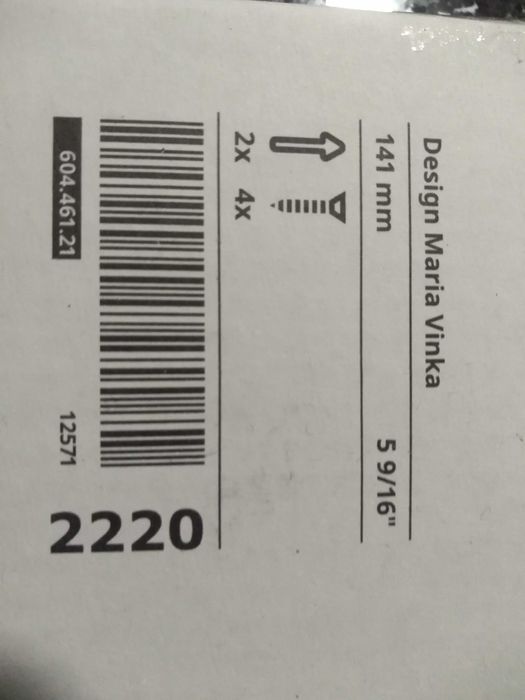 Design Maria Vinka
141 mm 5 9/16"
2x 4x
604.461.21 12571 2220